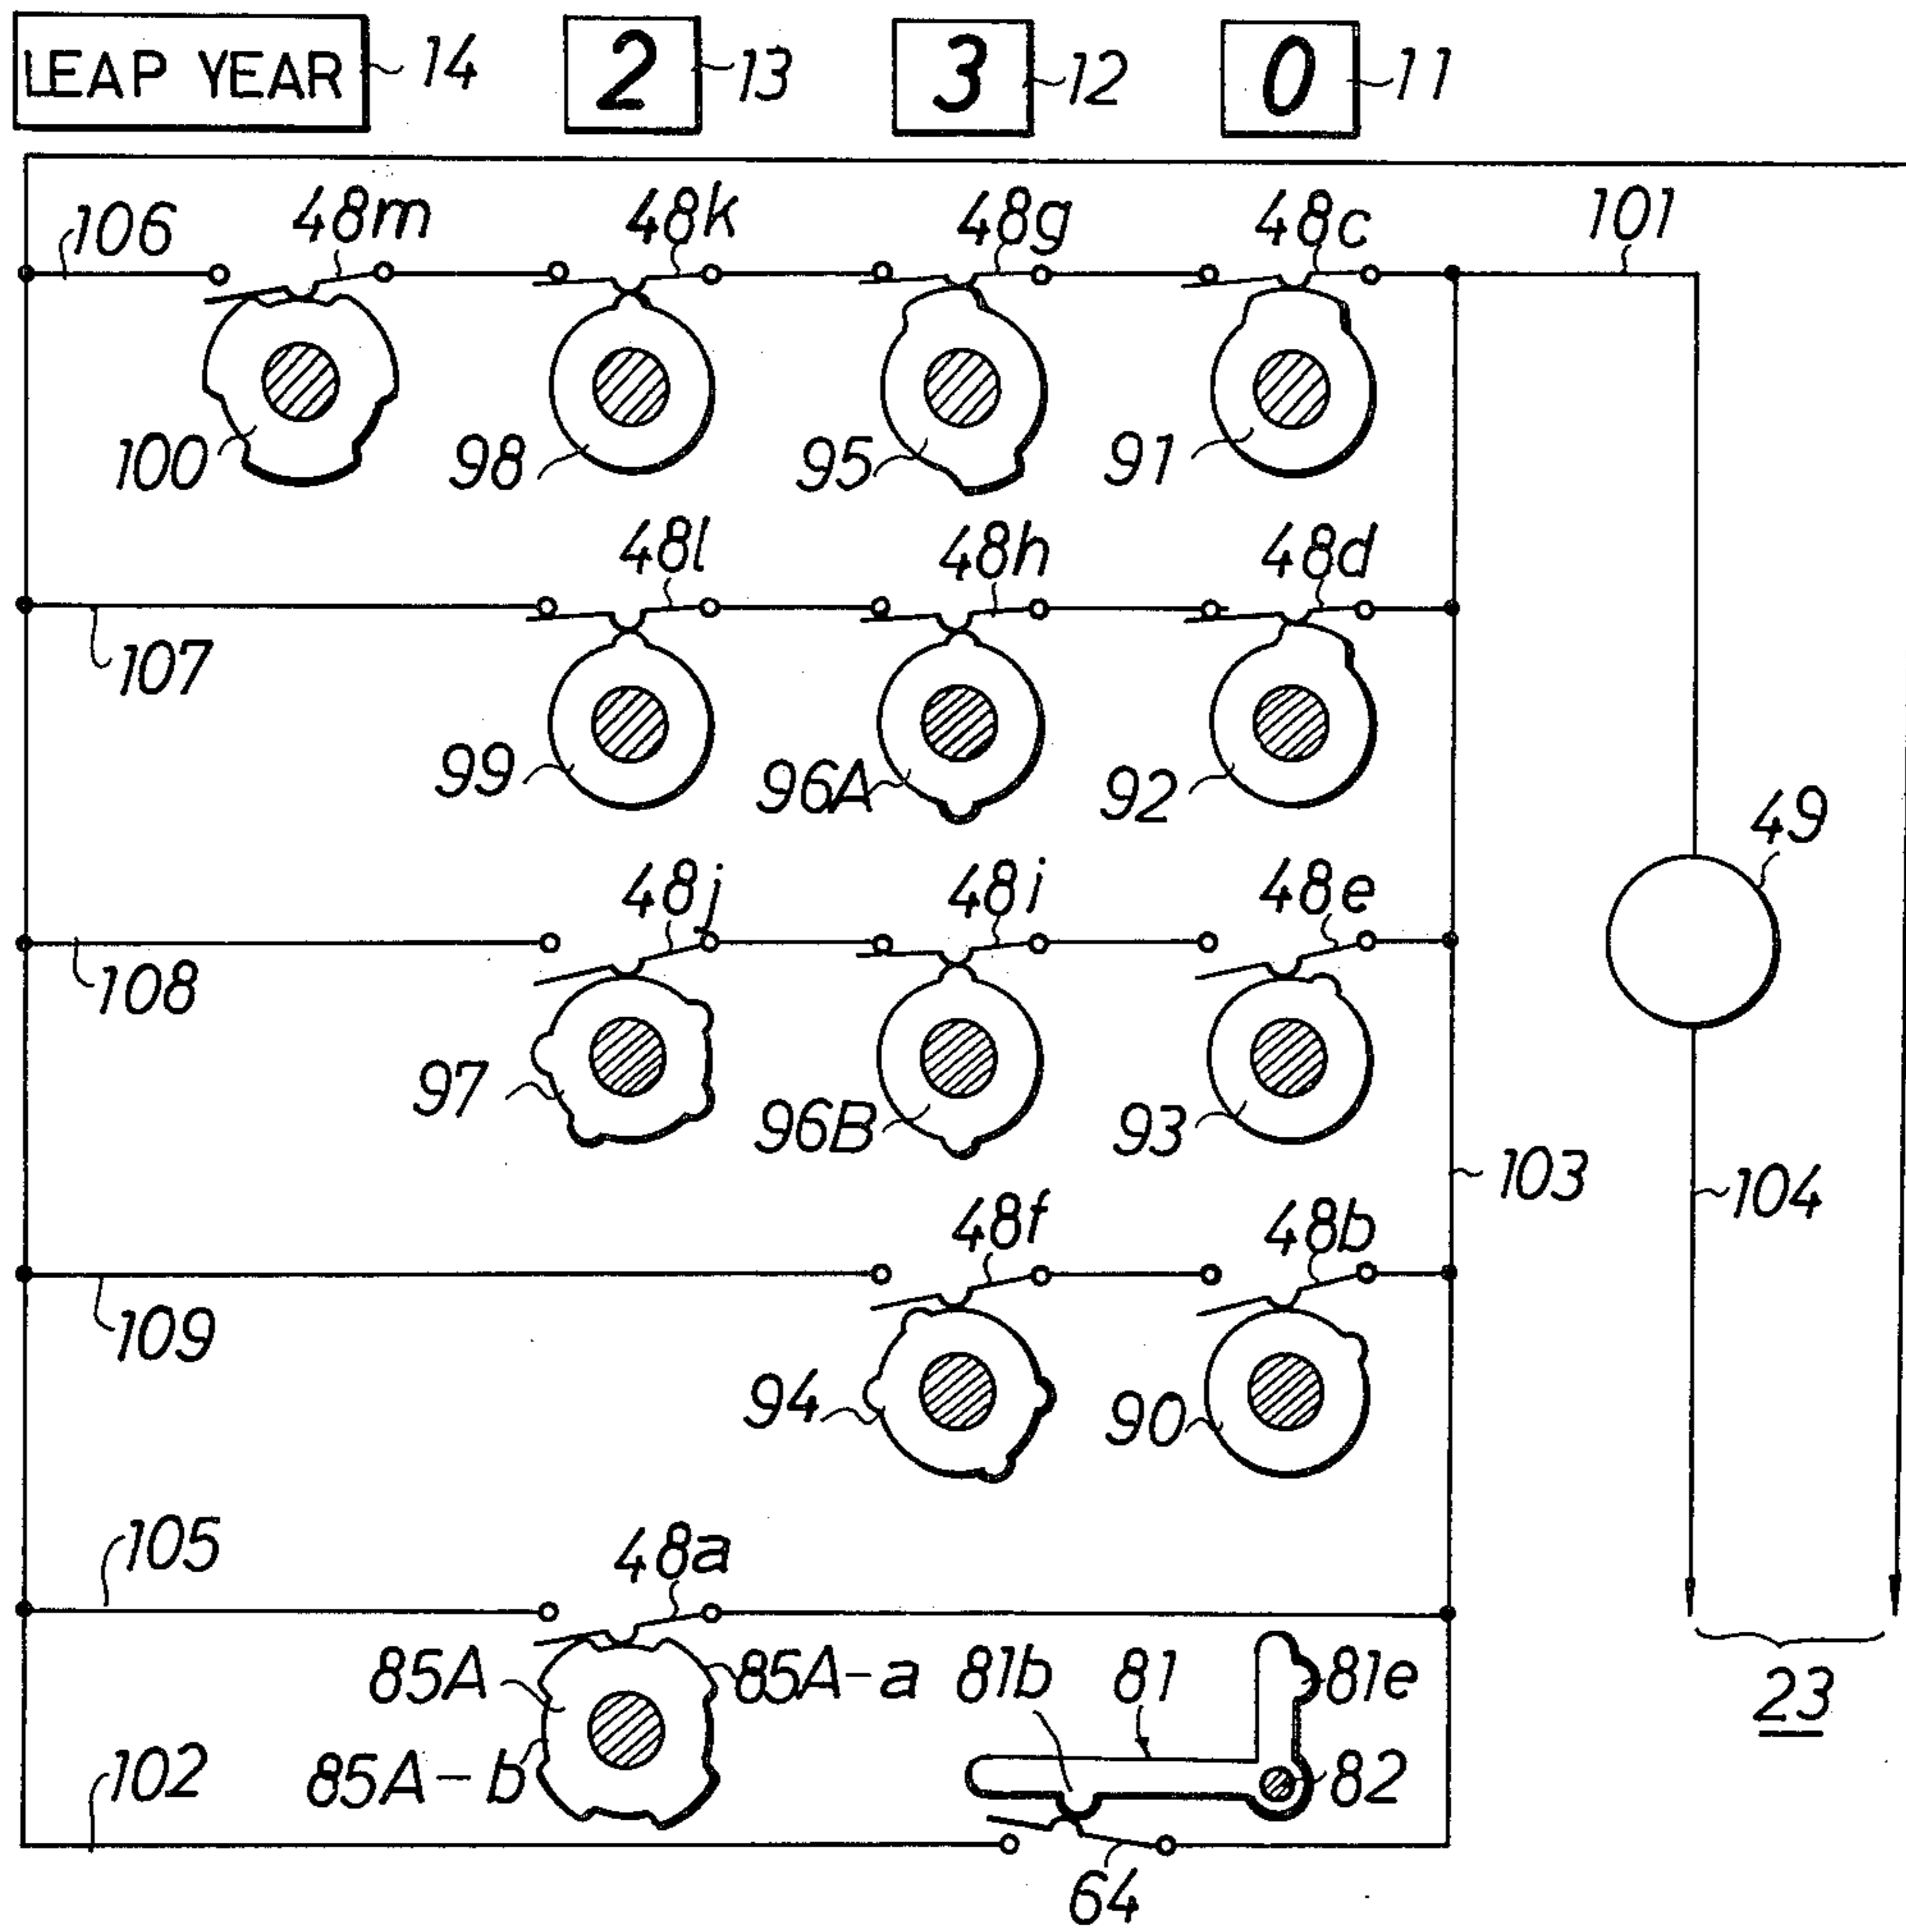 LEAP YEAR 14 2 13 3 12 0 11
106 48m 48k 48g 48c 101
100 98 95 91
48l 48h 48d
107
99 96A 92 49
48j 48i 48e
108
97 96B 93
103 104
48f 48b
109
94 90
105 48a
85A 85A-a 81b 81 81e
23
102 85A-b 82
64